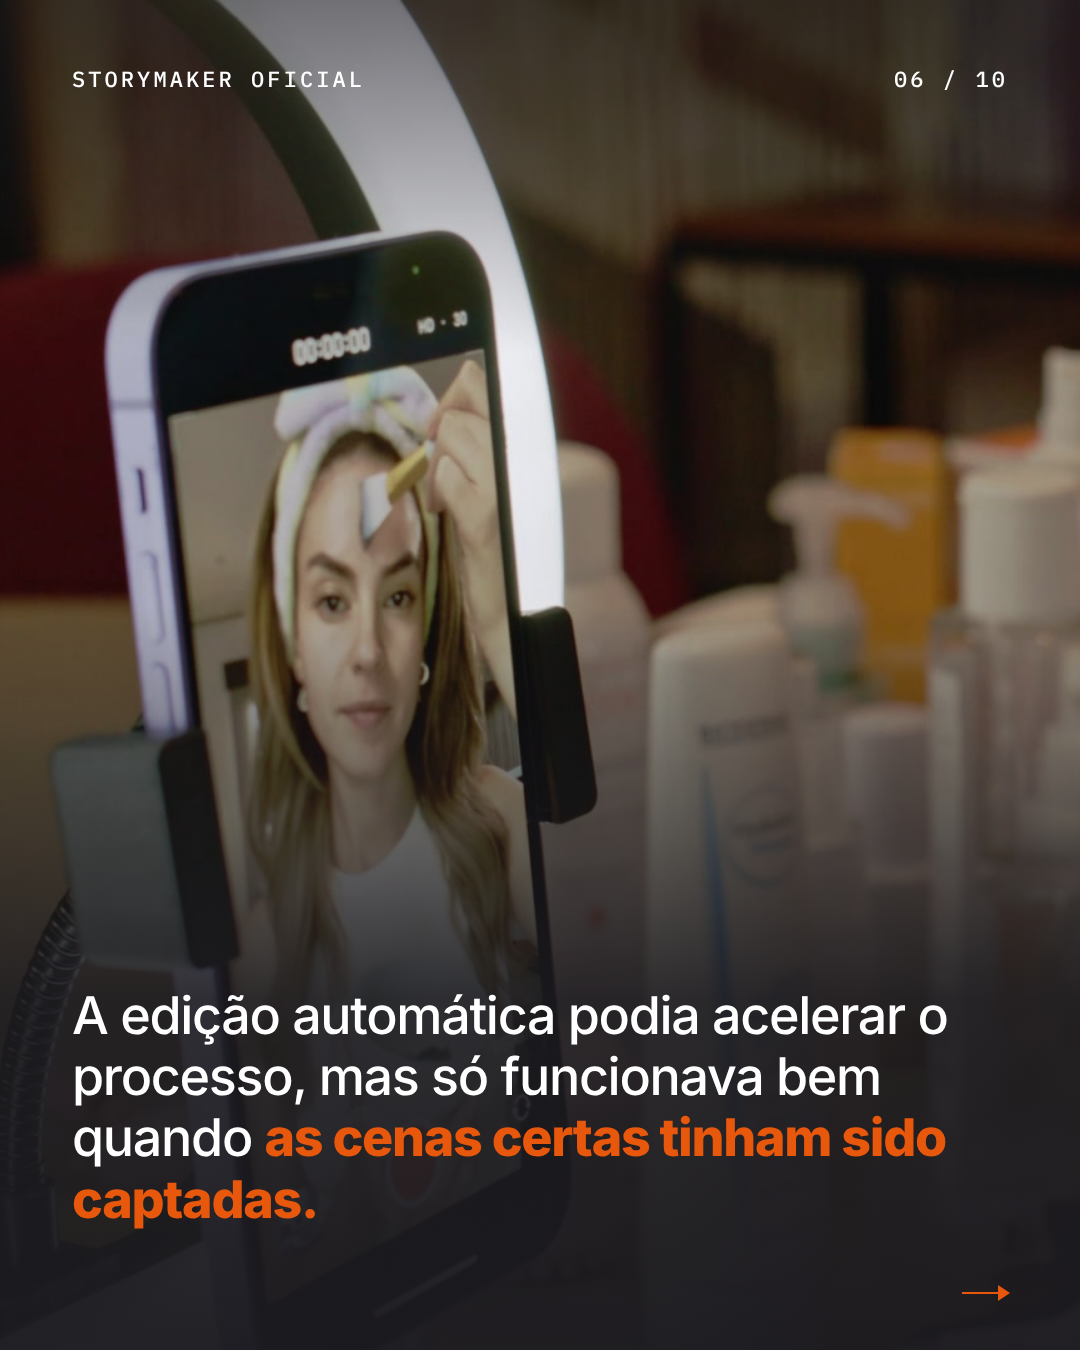 STORYMAKER OFICIAL
06 / 10
00:00:00
HD · 30
A edição automática podia acelerar o
processo, mas só funcionava bem
quando as cenas certas tinham sido
captadas.